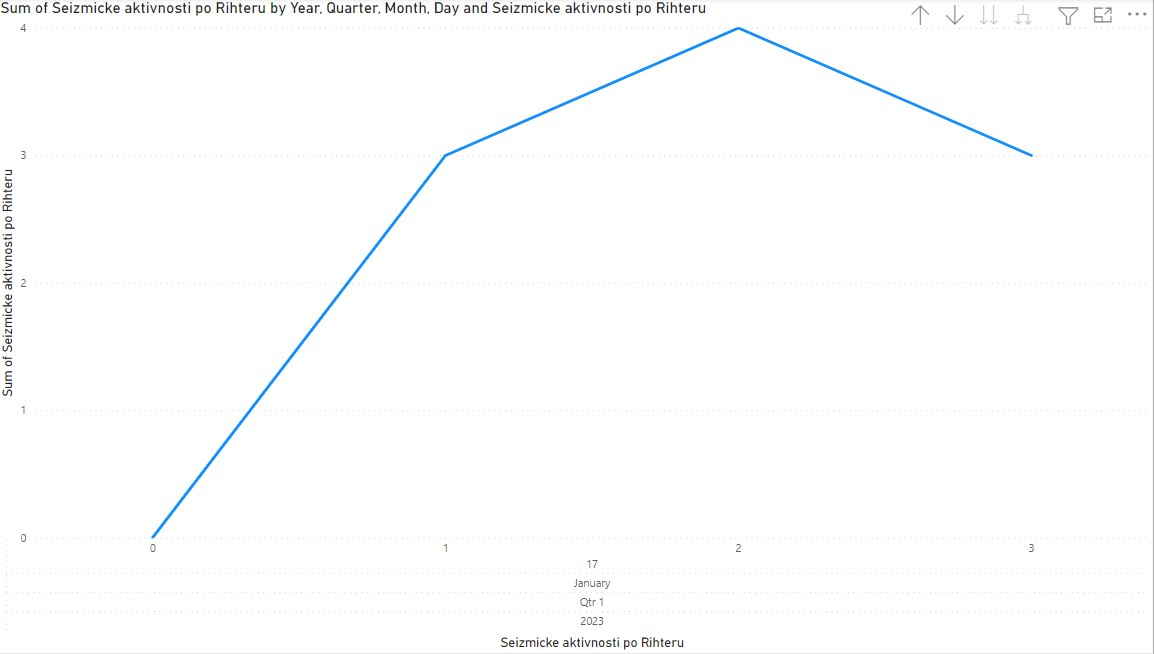 Sum of Seizmicke aktivnosti po Rihteru by Year, Quarter, Month, Day and Seizmicke aktivnosti po Rihteru
4
3
2
1
0
Sum of Seizmicke aktivnosti po Rihteru
0 1 2 3
17
January
Qtr 1
2023
Seizmicke aktivnosti po Rihteru